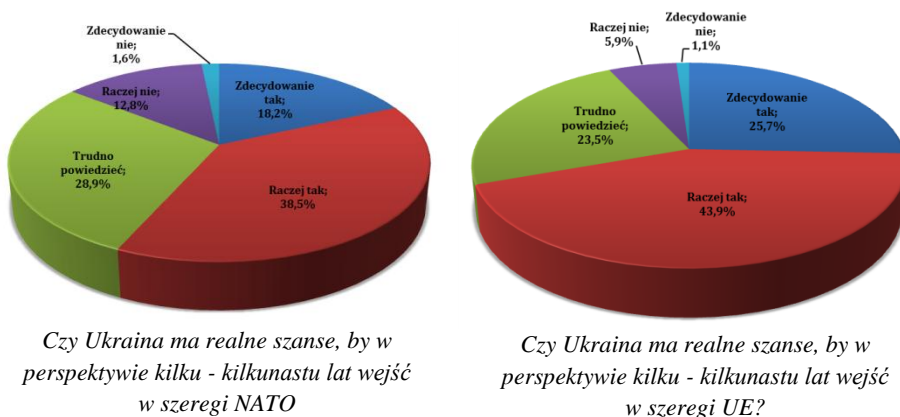 Zdecydowanie
nie;
1,6%
Zdecydowanie
tak;
18,2%
Raczej tak;
38,5%
Trudno
powiedzieć;
28,9%
Raczej nie;
12,8%
Czy Ukraina ma realne szanse, by w
perspektywie kilku - kilkunastu lat wejść
w szeregi NATO
Zdecydowanie
nie;
1,1%
Zdecydowanie
tak;
25,7%
Raczej tak;
43,9%
Trudno
powiedzieć;
23,5%
Raczej nie;
5,9%
Czy Ukraina ma realne szanse, by w
perspektywie kilku - kilkunastu lat wejść
w szeregi UE?